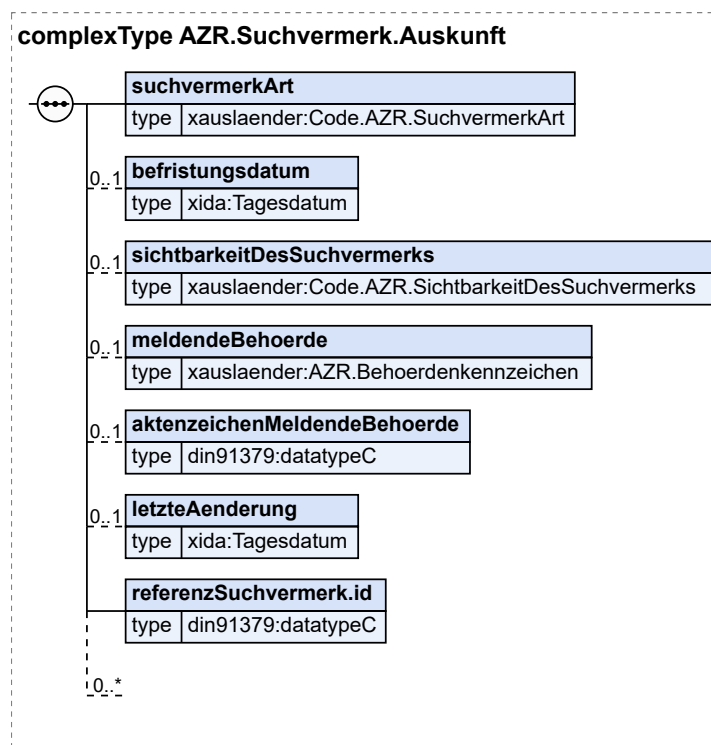 complexType AZR.Suchvermerk.Auskunft
suchvermerkArt
type xauslaender:Code.AZR.SuchvermerkArt
0..1 befristungsdatum
type xida:Tagesdatum
0..1 sichtbarkeitDesSuchvermerks
type xauslaender:Code.AZR.SichtbarkeitDesSuchvermerks
0..1 meldendeBehoerde
type xauslaender:AZR.Behoerdenkennzeichen
0..1 aktenzeichenMeldendeBehoerde
type din91379:datatypeC
0..1 letzteAenderung
type xida:Tagesdatum
referenzSuchvermerk.id
type din91379:datatypeC
0..*